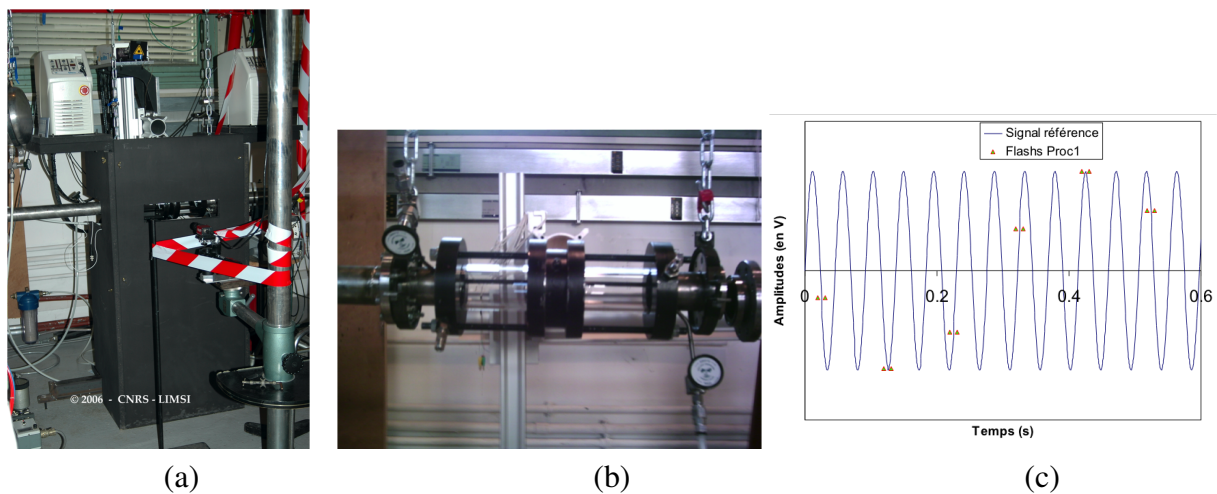 © 2006 - CNRS - LIMSI
Signal référence
Flashs Proc1
Amplitudes (en V)
0
0.2
0.4
0.6
Temps (s)
(a)
(b)
(c)